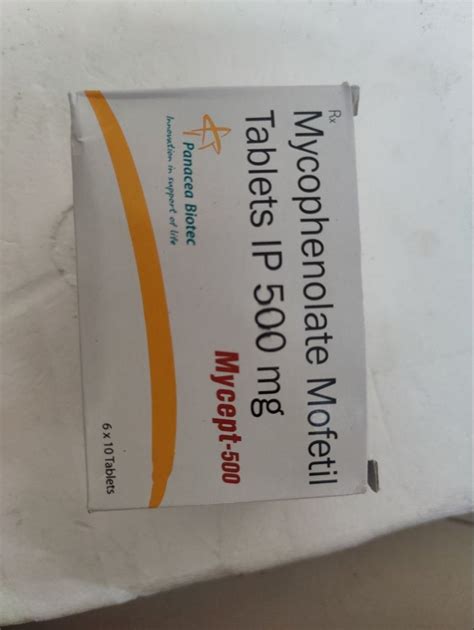 Rx
Mycophenolate Mofetil
Tablets IP 500 mg
Mycept-500
Panacea Biotec
Innovation in support of life
6 x 10 Tablets